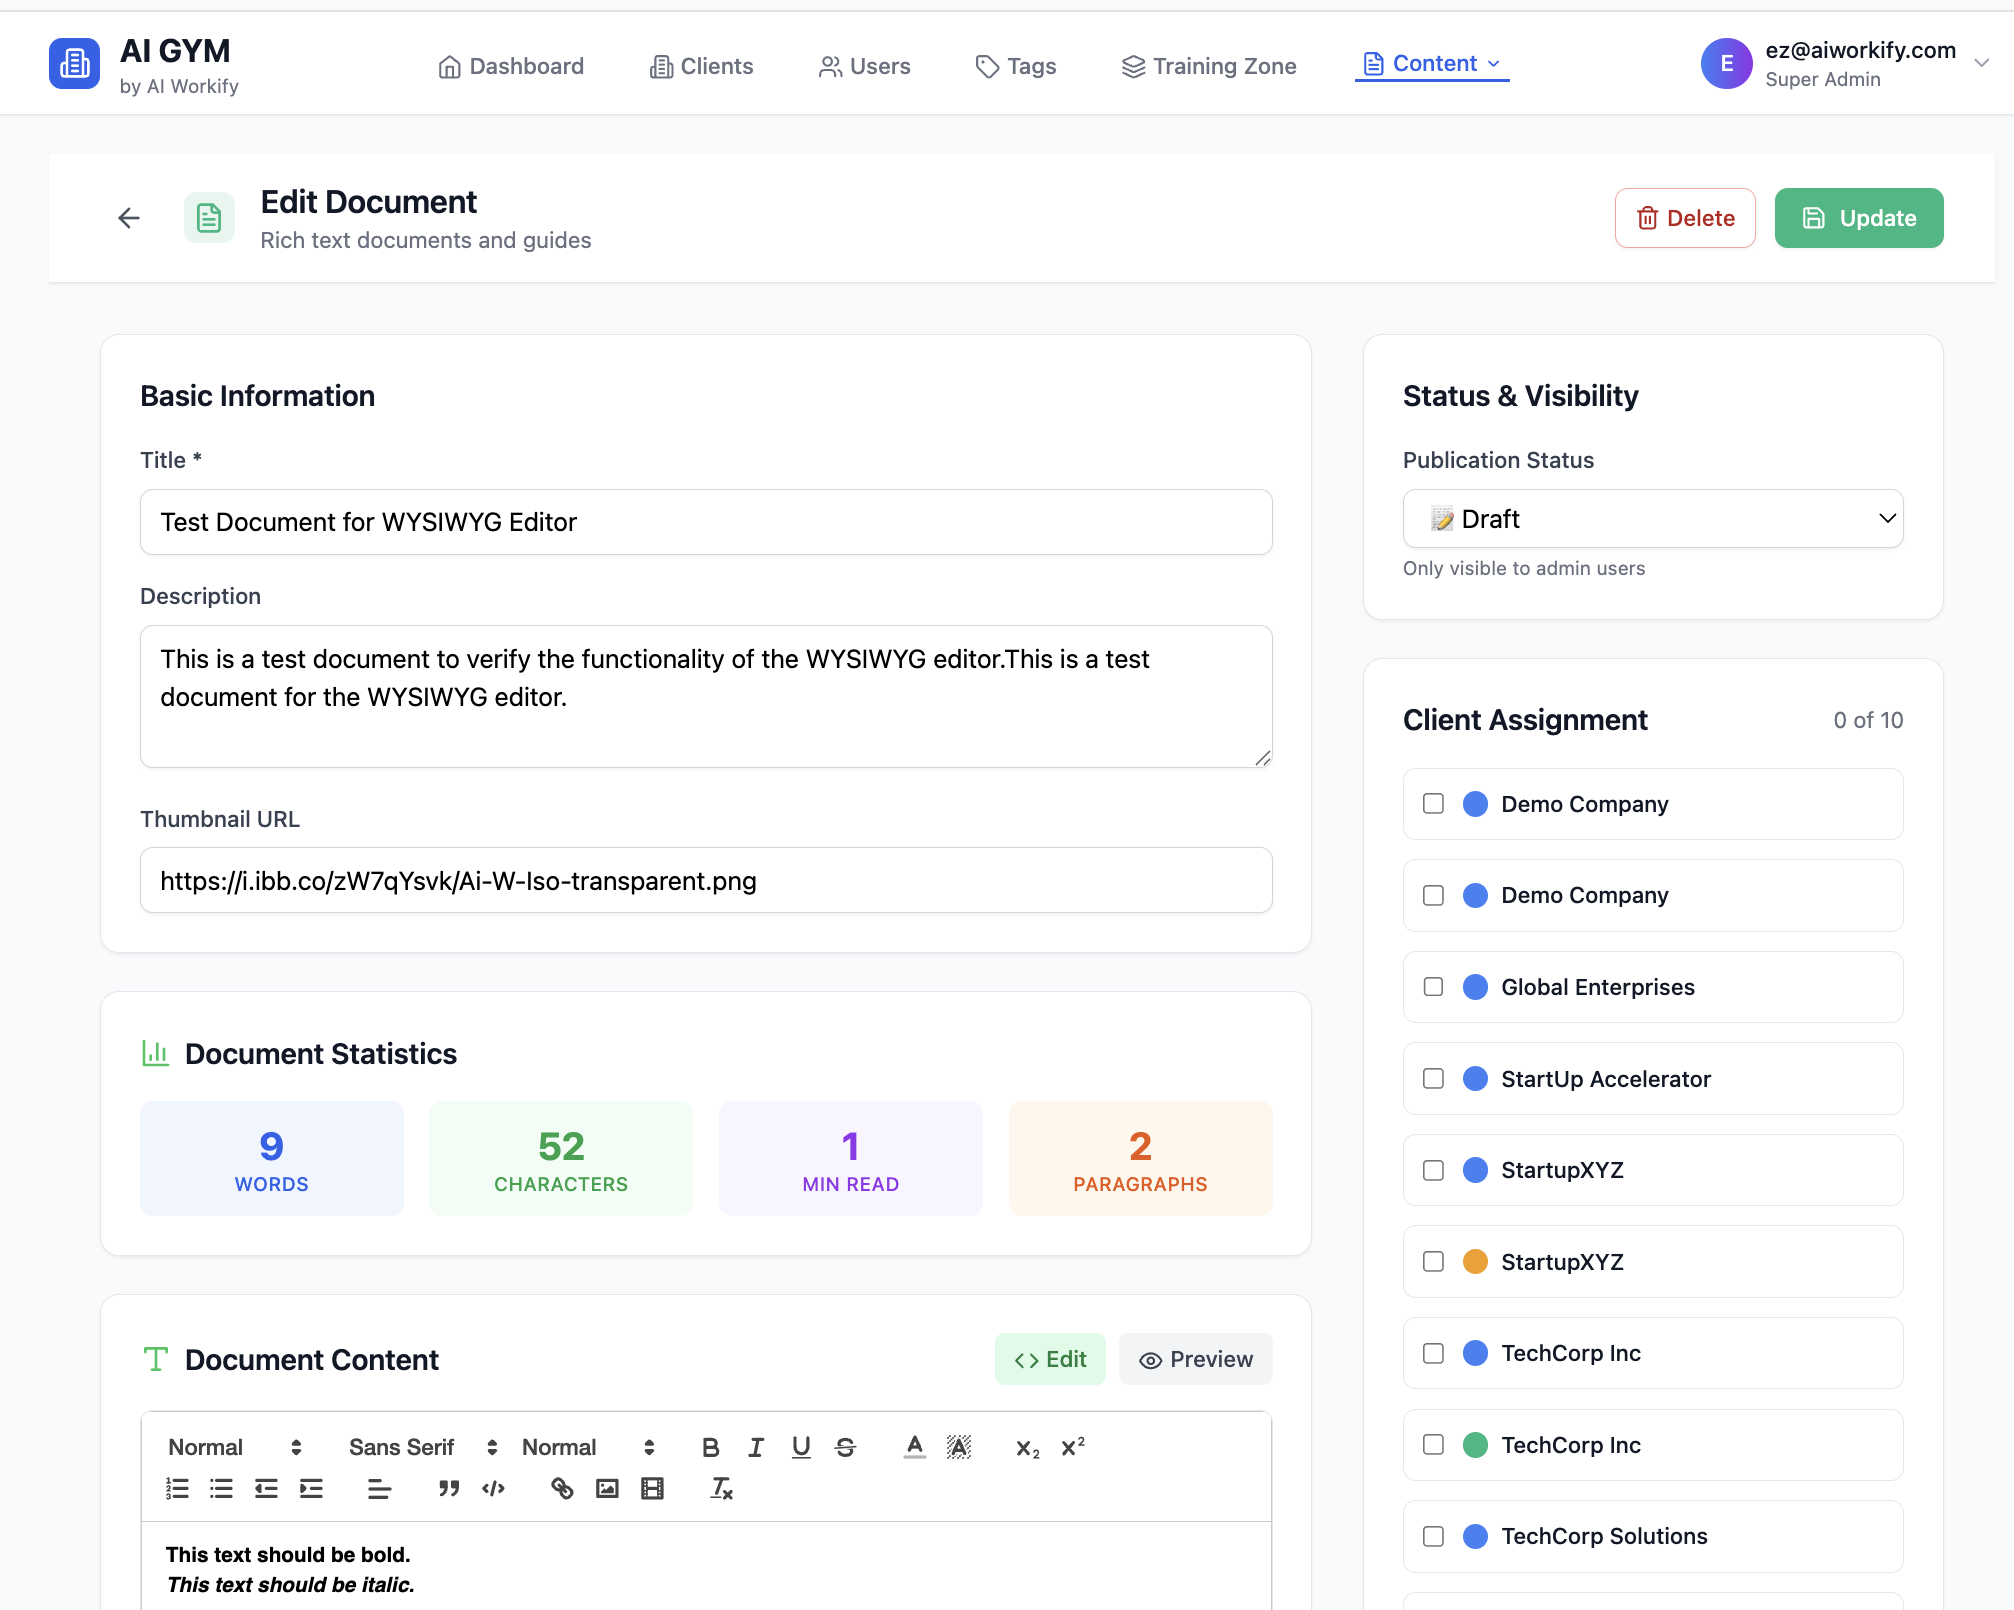 AI GYM
by AI Workify
Dashboard
Clients
Users
Tags
Training Zone
Content
E
ez@aiworkify.com
Super Admin
Edit Document
Rich text documents and guides
Delete
Update
Basic Information
Title *
Test Document for WYSIWYG Editor
Description
This is a test document to verify the functionality of the WYSIWYG editor.This is a test
document for the WYSIWYG editor.
Thumbnail URL
https://i.ibb.co/zW7qYsvk/Ai-W-Iso-transparent.png
Document Statistics
9
WORDS
52
CHARACTERS
1
MIN READ
2
PARAGRAPHS
Document Content
Edit
Preview
Normal
Sans Serif
Normal
This text should be bold.
This text should be italic.
Status & Visibility
Publication Status
Draft
Only visible to admin users
Client Assignment
0 of 10
Demo Company
Demo Company
Global Enterprises
StartUp Accelerator
StartupXYZ
StartupXYZ
TechCorp Inc
TechCorp Inc
TechCorp Solutions